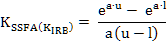 K_SSFA(K_IRB) = (e^{a·u} − e^{a·l}) / (a(u − l))